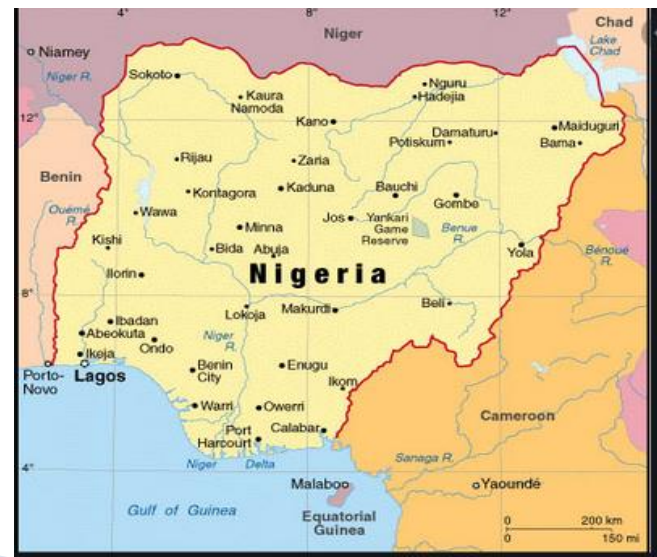 4°
8°
12°
Chad
Niger
Lake
Chad
Niamey
Niger R.
Sokoto
Nguru
Kaura
Namoda
Hadejia
12°
Kano
Damaturu
Maiduguri
Potiskum
Bama
Rijau
Zaria
Benin
Kontagora
Kaduna
Bauchi
Gombe
Ouémé
R.
Wawa
Jos
Yankari
Game
Reserve
Minna
Benue
R.
Kishi
Bida
Abuja
Yola
Bénoué
R.
Ilorin
Nigeria
8°
Lokoja
Makurdi
Beli
Ibadan
Abeokuta
Niger
R.
Ondo
Ikeja
Porto-
Novo
Lagos
Benin
City
Enugu
Ikom
Warri
Owerri
Cameroon
Port
Harcourt
Calabar
Niger Delta
Sanaga R.
4°
Malaboo
Yaoundé
Gulf of Guinea
Equatorial
Guinea
0 200 km
0 150 mi